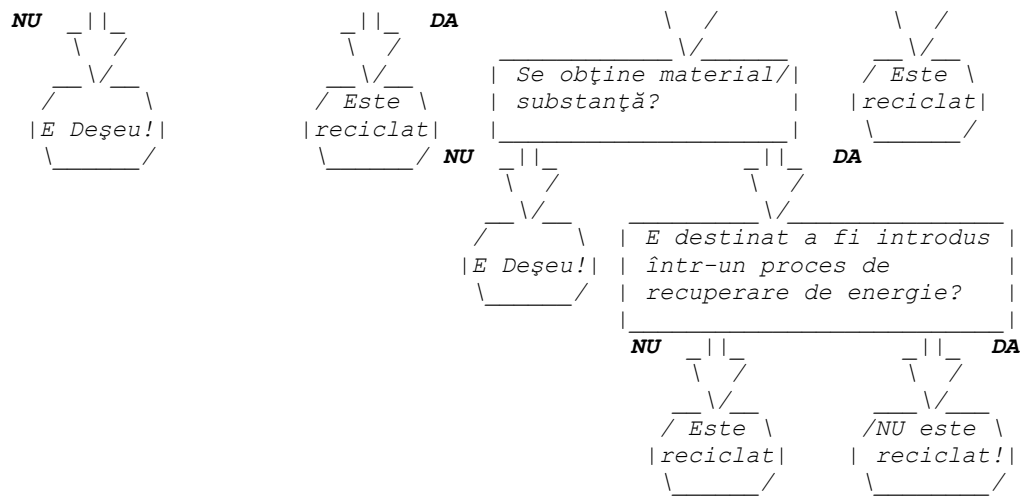 NU DA
Se obţine material/
substanţă?
Este
reciclat
E Deşeu!
Este
reciclat
NU DA
E Deşeu!
E destinat a fi introdus
într-un proces de
recuperare de energie?
NU DA
Este
reciclat
NU este
reciclat!